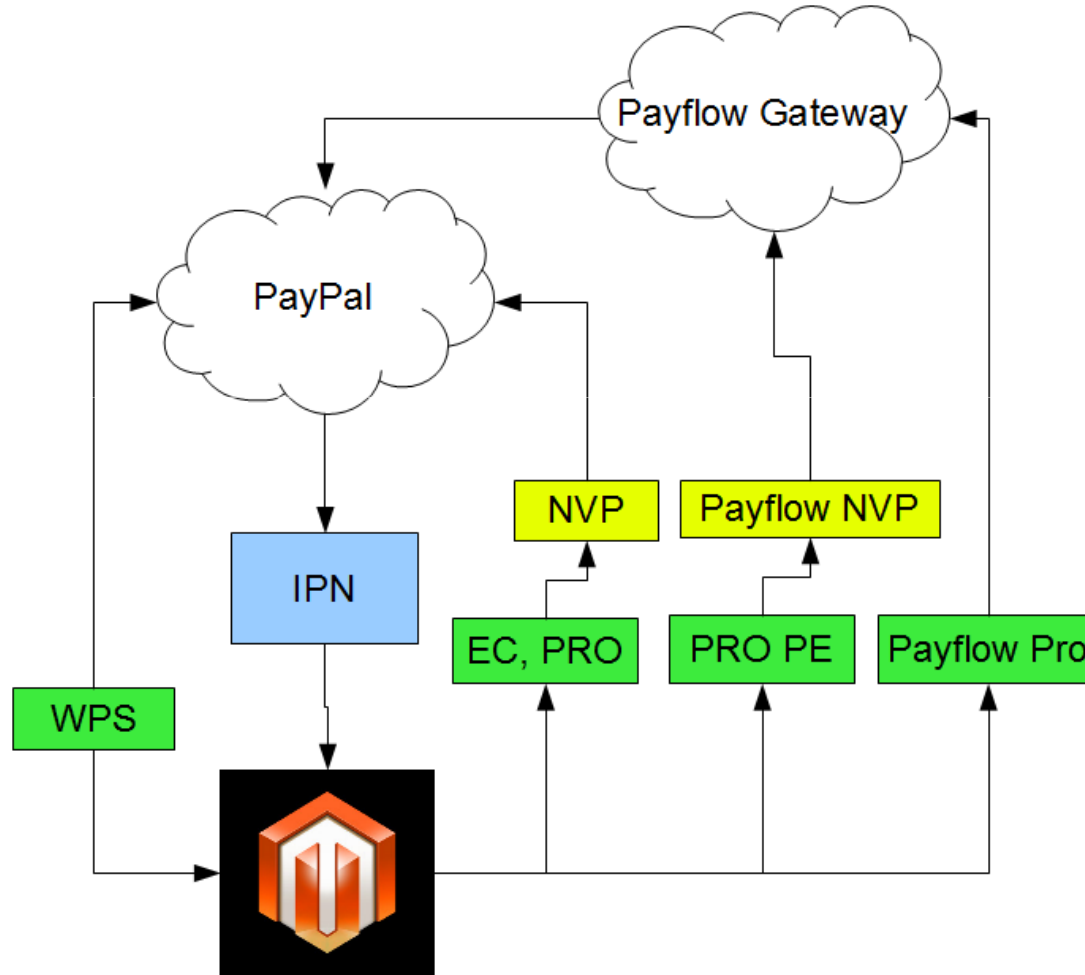 Payflow Gateway
PayPal
NVP
Payflow NVP
IPN
EC, PRO
PRO PE
Payflow Pro
WPS